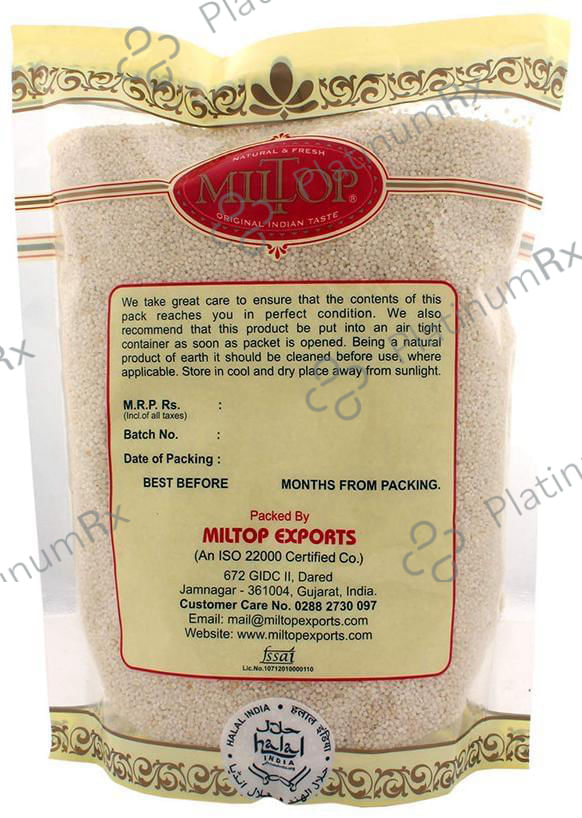 PlatinumRx
NATURAL & FRESH
MILTOP ®
ORIGINAL INDIAN TASTE
We take great care to ensure that the contents of this
pack reaches you in perfect condition. We also
recommend that this product be put into an air tight
container as soon as packet is opened. Being a natural
product of earth it should be cleaned before use, where
applicable. Store in cool and dry place away from sunlight.
M.R.P. Rs. :
(Incl.of all taxes)
Batch No. :
Date of Packing :
BEST BEFORE MONTHS FROM PACKING.
Packed By
MILTOP EXPORTS
(An ISO 22000 Certified Co.)
672 GIDC II, Dared
Jamnagar - 361004, Gujarat, India.
Customer Care No. 0288 2730 097
Email: mail@miltopexports.com
Website: www.miltopexports.com
fssai
Lic.No.10712010000110
HALAL INDIA • हलाल इंडिया
حلال
halal
INDIA
PlatinumRx
PlatinumRx
PlatinumRx